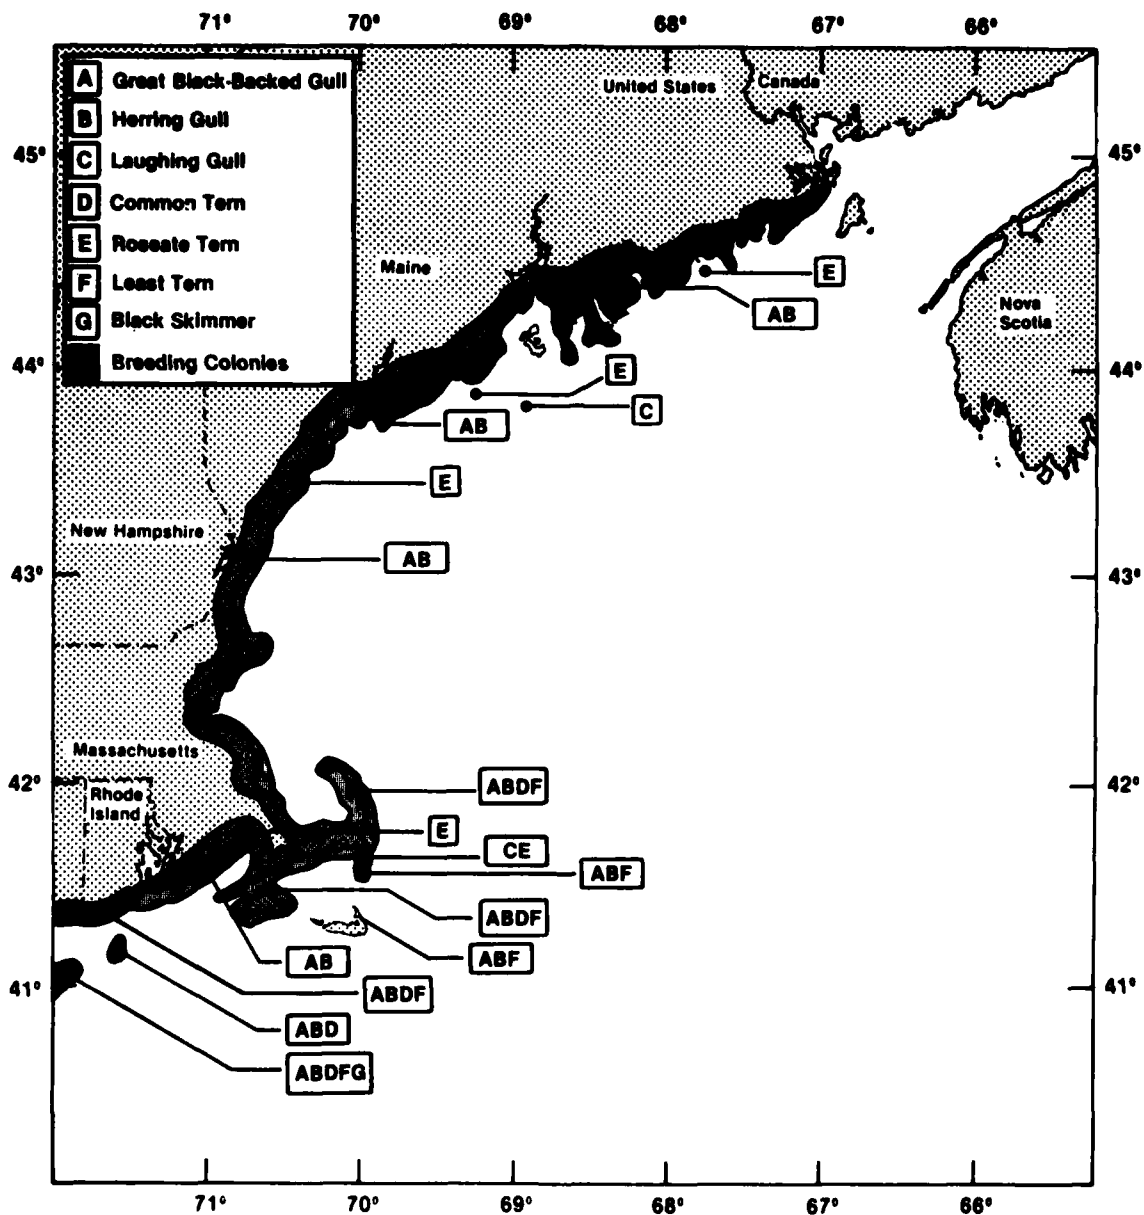 71° 70° 69° 68° 67° 66°
A Great Black-Backed Gull
B Herring Gull
C Laughing Gull
D Common Tern
E Roseate Tern
F Least Tern
G Black Skimmer
Breeding Colonies
United States
Canada
45° 45°
Maine
E
Nova
Scotia
AB
44° 44°
E
C
AB
E
New Hampshire
AB
43° 43°
Massachusetts
42° 42°
ABDF
Rhode
Island
E
CE
ABF
ABDF
ABF
AB
41° 41°
ABDF
ABD
ABDFG
71° 70° 69° 68° 67° 66°